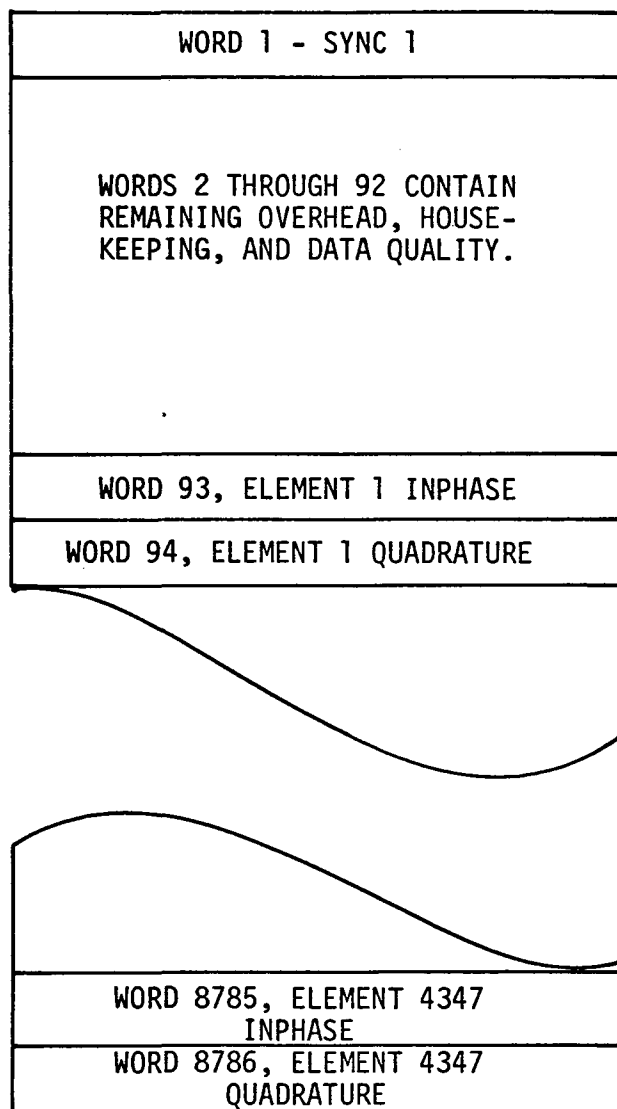 WORD 1 - SYNC 1
WORDS 2 THROUGH 92 CONTAIN
REMAINING OVERHEAD, HOUSE-
KEEPING, AND DATA QUALITY.
WORD 93, ELEMENT 1 INPHASE
WORD 94, ELEMENT 1 QUADRATURE
WORD 8785, ELEMENT 4347
INPHASE
WORD 8786, ELEMENT 4347
QUADRATURE